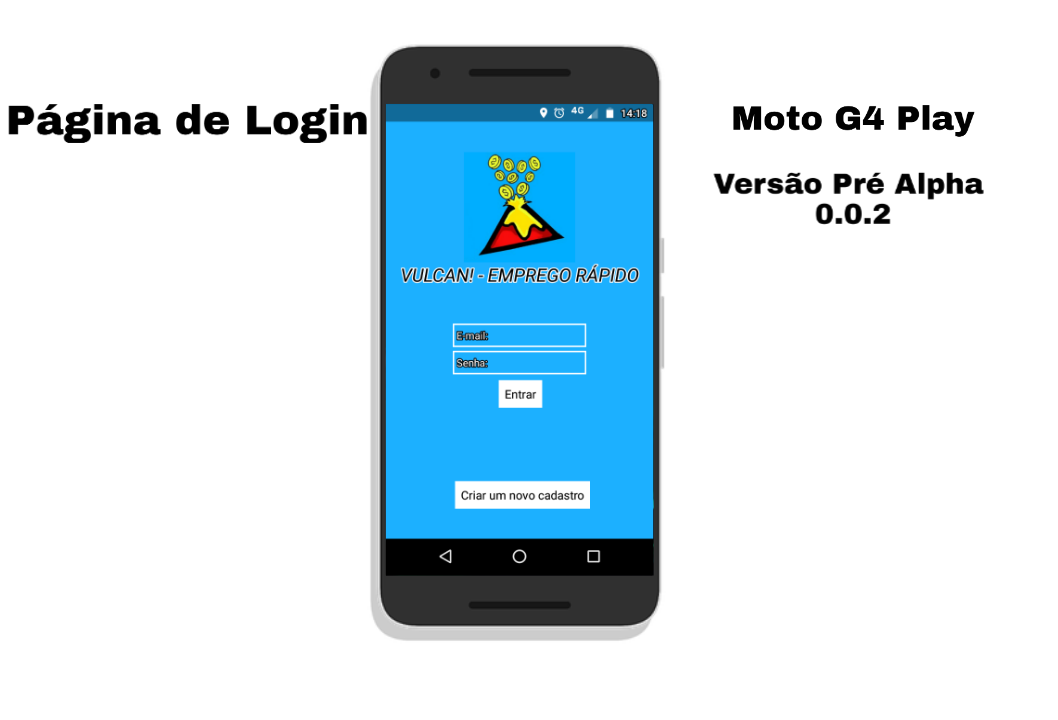 Página de Login
Moto G4 Play
Versão Pré Alpha
0.0.2
4G 14:18
VULCAN! - EMPREGO RÁPIDO
E-mail:
Senha:
Entrar
Criar um novo cadastro